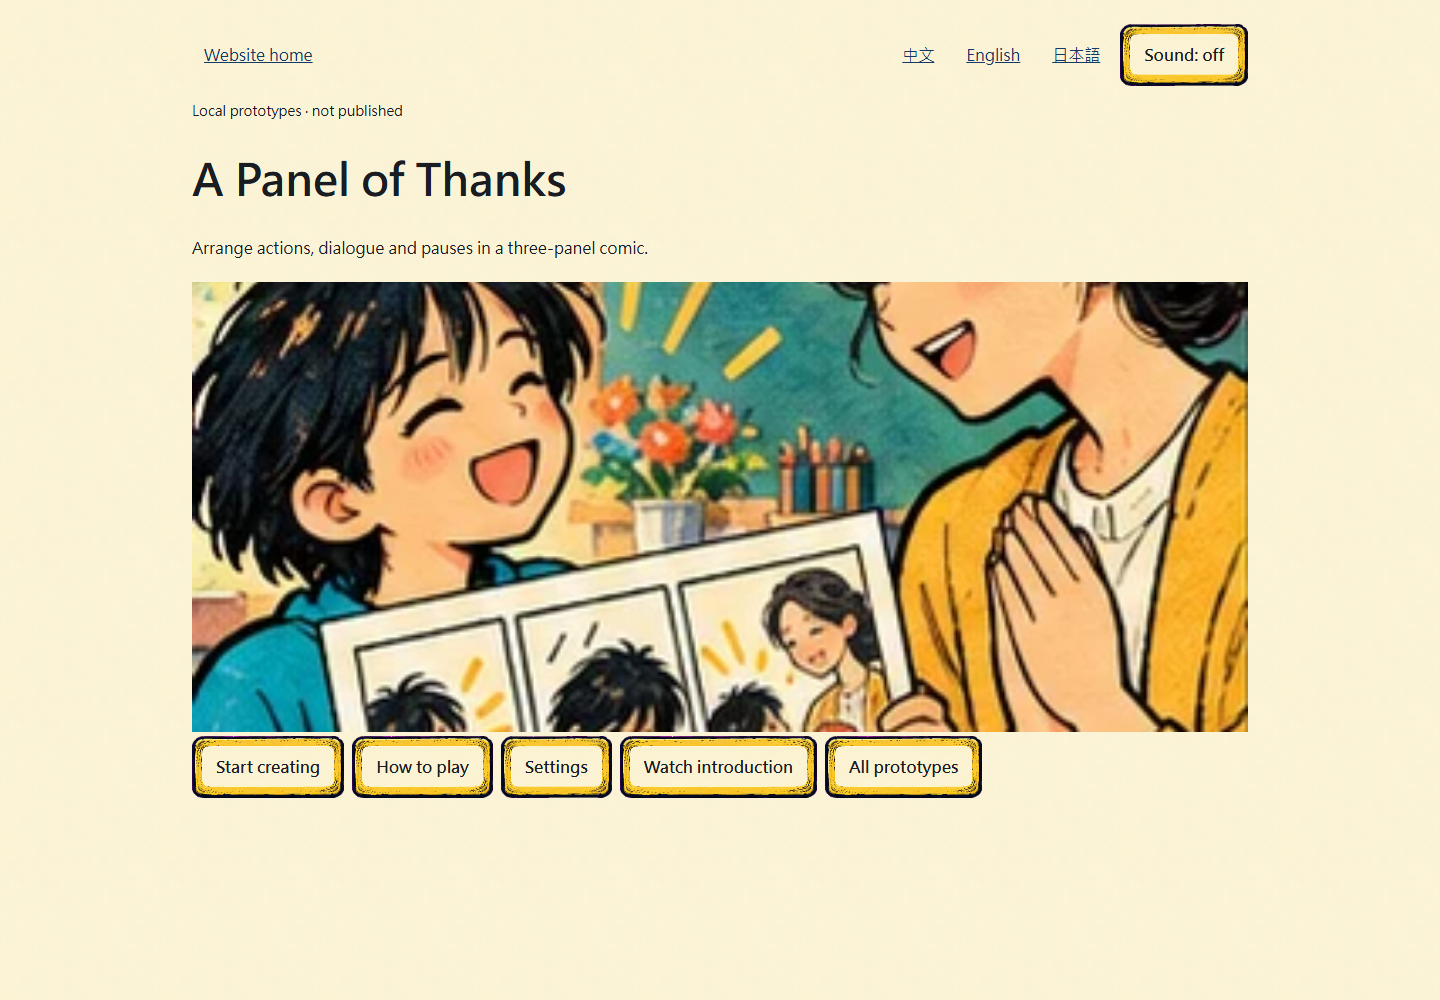 Website home
中文 English 日本語 Sound: off
Local prototypes · not published
A Panel of Thanks
Arrange actions, dialogue and pauses in a three-panel comic.
Start creating How to play Settings Watch introduction All prototypes